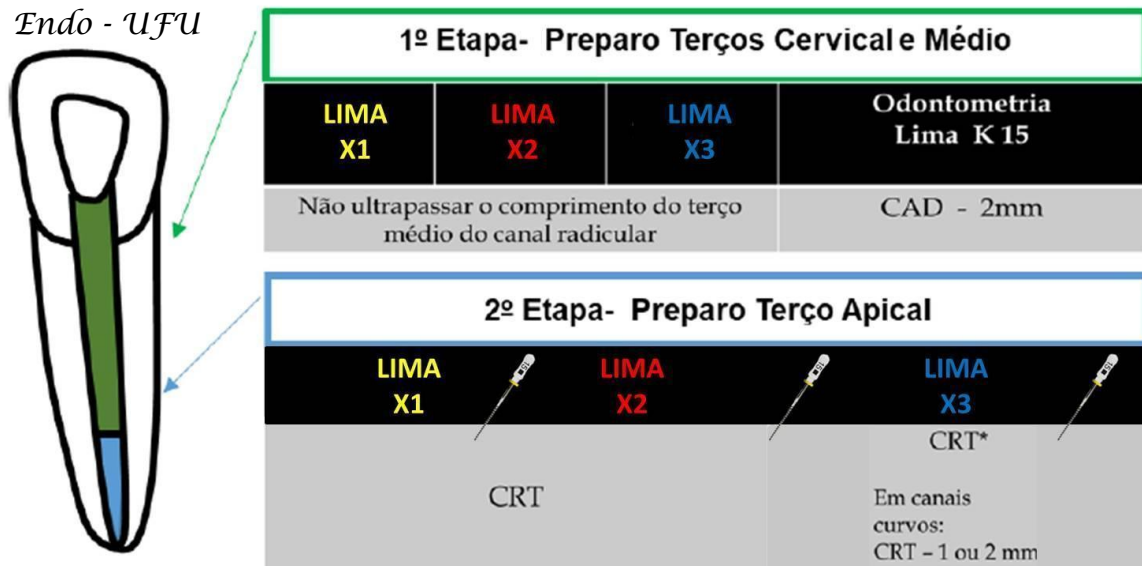 Endo - UFU
1º Etapa- Preparo Terços Cervical e Médio
LIMA X1
LIMA X2
LIMA X3
Odontometria
Lima K 15
Não ultrapassar o comprimento do terço
médio do canal radicular
CAD - 2mm
2º Etapa- Preparo Terço Apical
LIMA X1
LIMA X2
LIMA X3
CRT
CRT*
Em canais
curvos:
CRT – 1 ou 2 mm